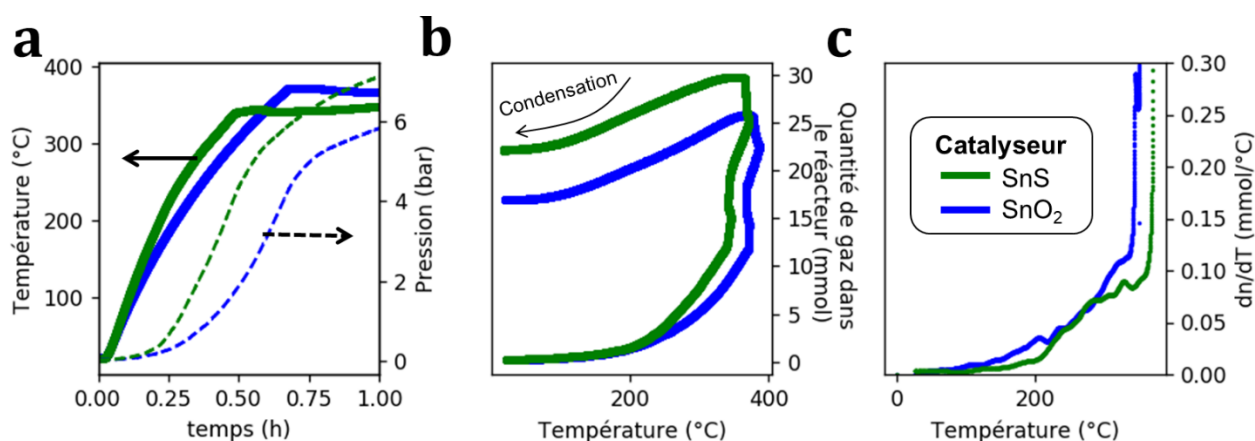 a
400
300
200
100
Température (°C)
0.00
0.25
0.50
0.75
1.00
temps (h)
6
4
2
0
Pression (bar)
b
Condensation
200
400
Température (°C)
30
25
20
15
10
5
0
Quantité de gaz dans
le réacteur (mmol)
c
Catalyseur
SnS
SnO₂
0
200
Température (°C)
0.30
0.25
0.20
0.15
0.10
0.05
0.00
dn/dT (mmol/°C)